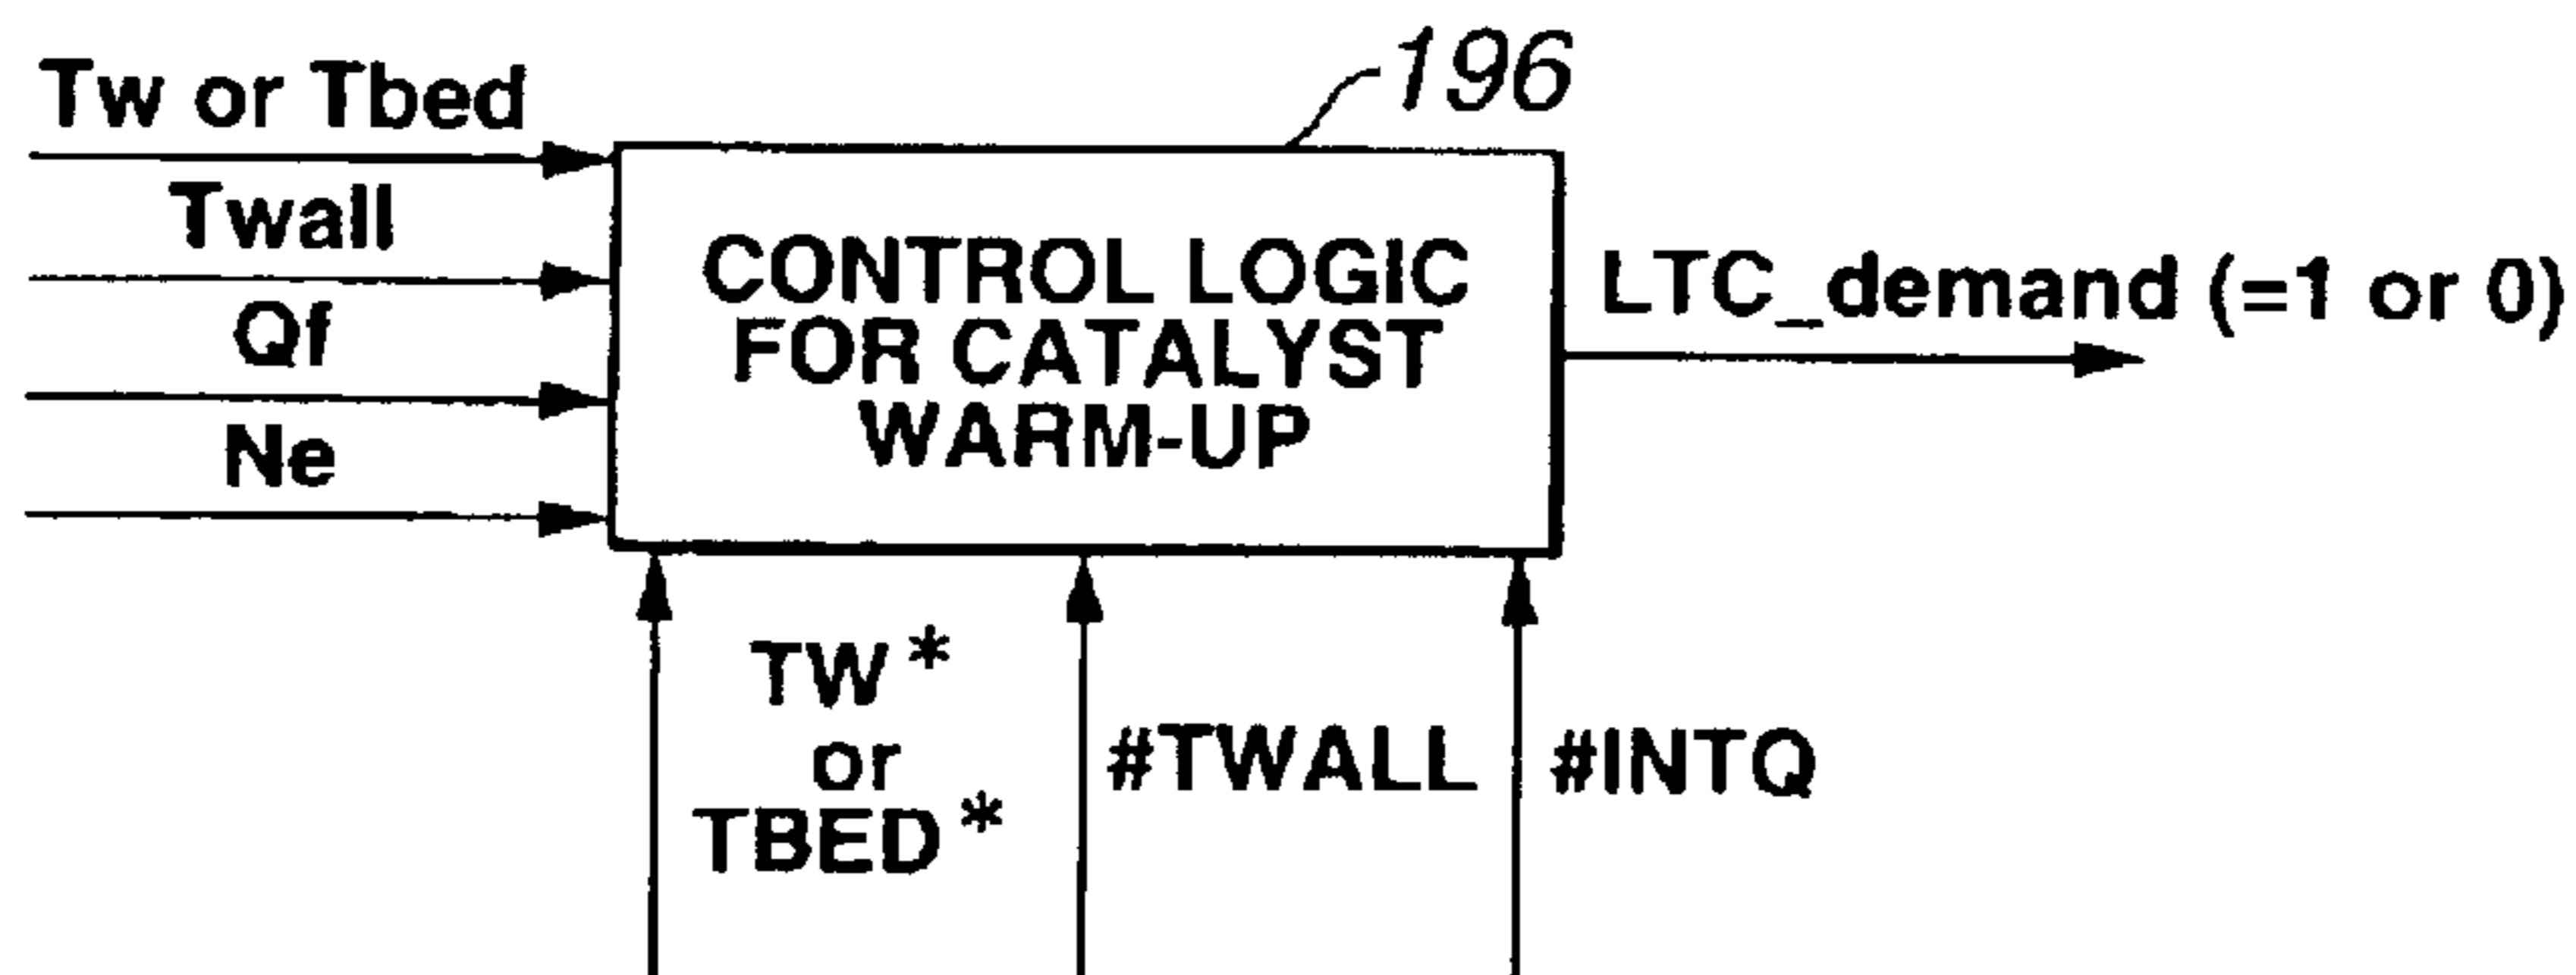 196
Tw or Tbed
Twall
Qf
Ne
CONTROL LOGIC
FOR CATALYST
WARM-UP
LTC_demand (=1 or 0)
TW*
or
TBED*
#TWALL
#INTQ